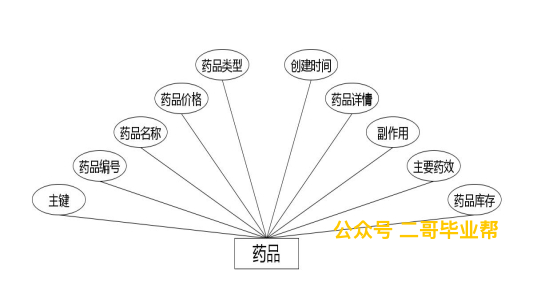 药品类型
创建时间
药品价格
药品详情
药品名称
副作用
药品编号
主要药效
主键
药品库存
公众号 二哥毕业帮
药品